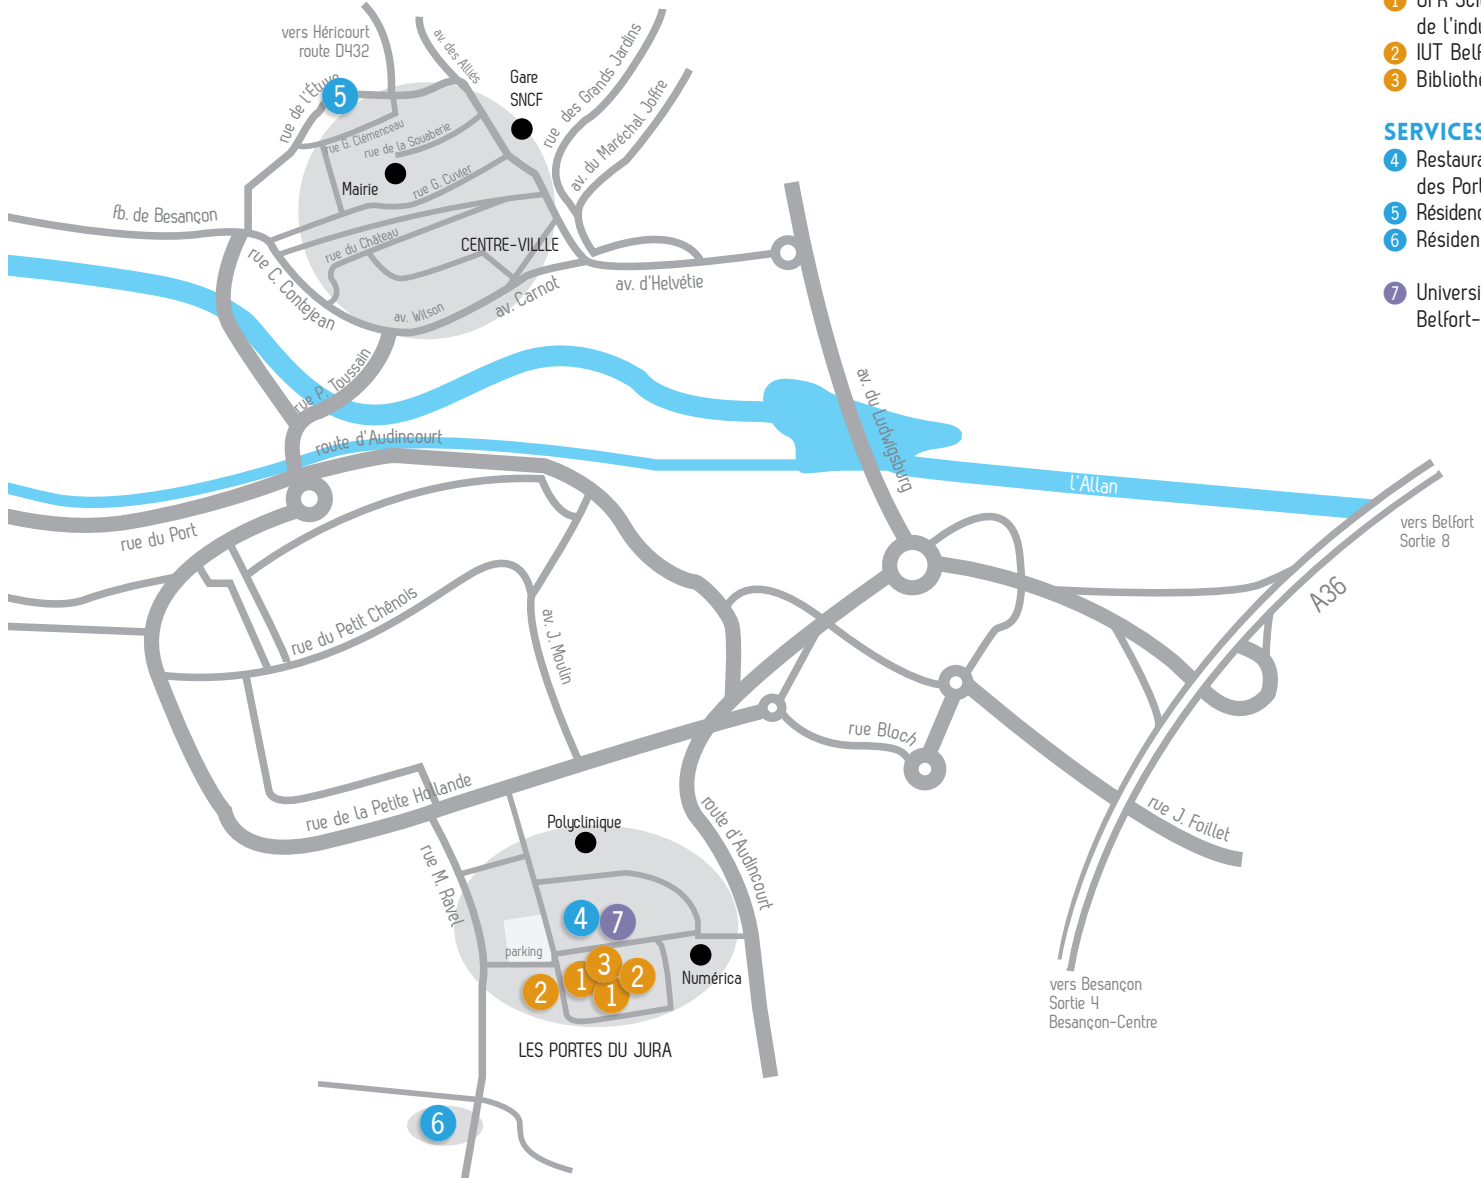 vers Héricourt
route D432
av. des Alliés
Gare
SNCF
rue des Grands Jardins
av. du Maréchal Joffre
rue de l'Étuve
5
rue G. Clémenceau
rue de la Souaberie
Mairie
rue G. Cuvier
fb. de Besançon
rue du Château
CENTRE-VILLLE
rue C. Contejean
av. Wilson
av. Carnot
av. d'Helvétie
rue P. Toussain
route d'Audincourt
av. du Ludwigsburg
l'Allan
rue du Port
vers Belfort
Sortie 8
A36
rue du Petit Chênois
av. J. Moulin
rue Bloch
rue de la Petite Hollande
rue J. Foillet
Polyclinique
rue M. Ravel
route d'Audincourt
4
7
parking
3
1
2
2
1
Numérica
LES PORTES DU JURA
vers Besançon
Sortie 4
Besançon-Centre
6
1
de l'indu
2 IUT Belf
3 Biblioth
SERVICES
4 Restaura
des Port
5 Résidenc
6 Résiden
7 Universi
Belfort-